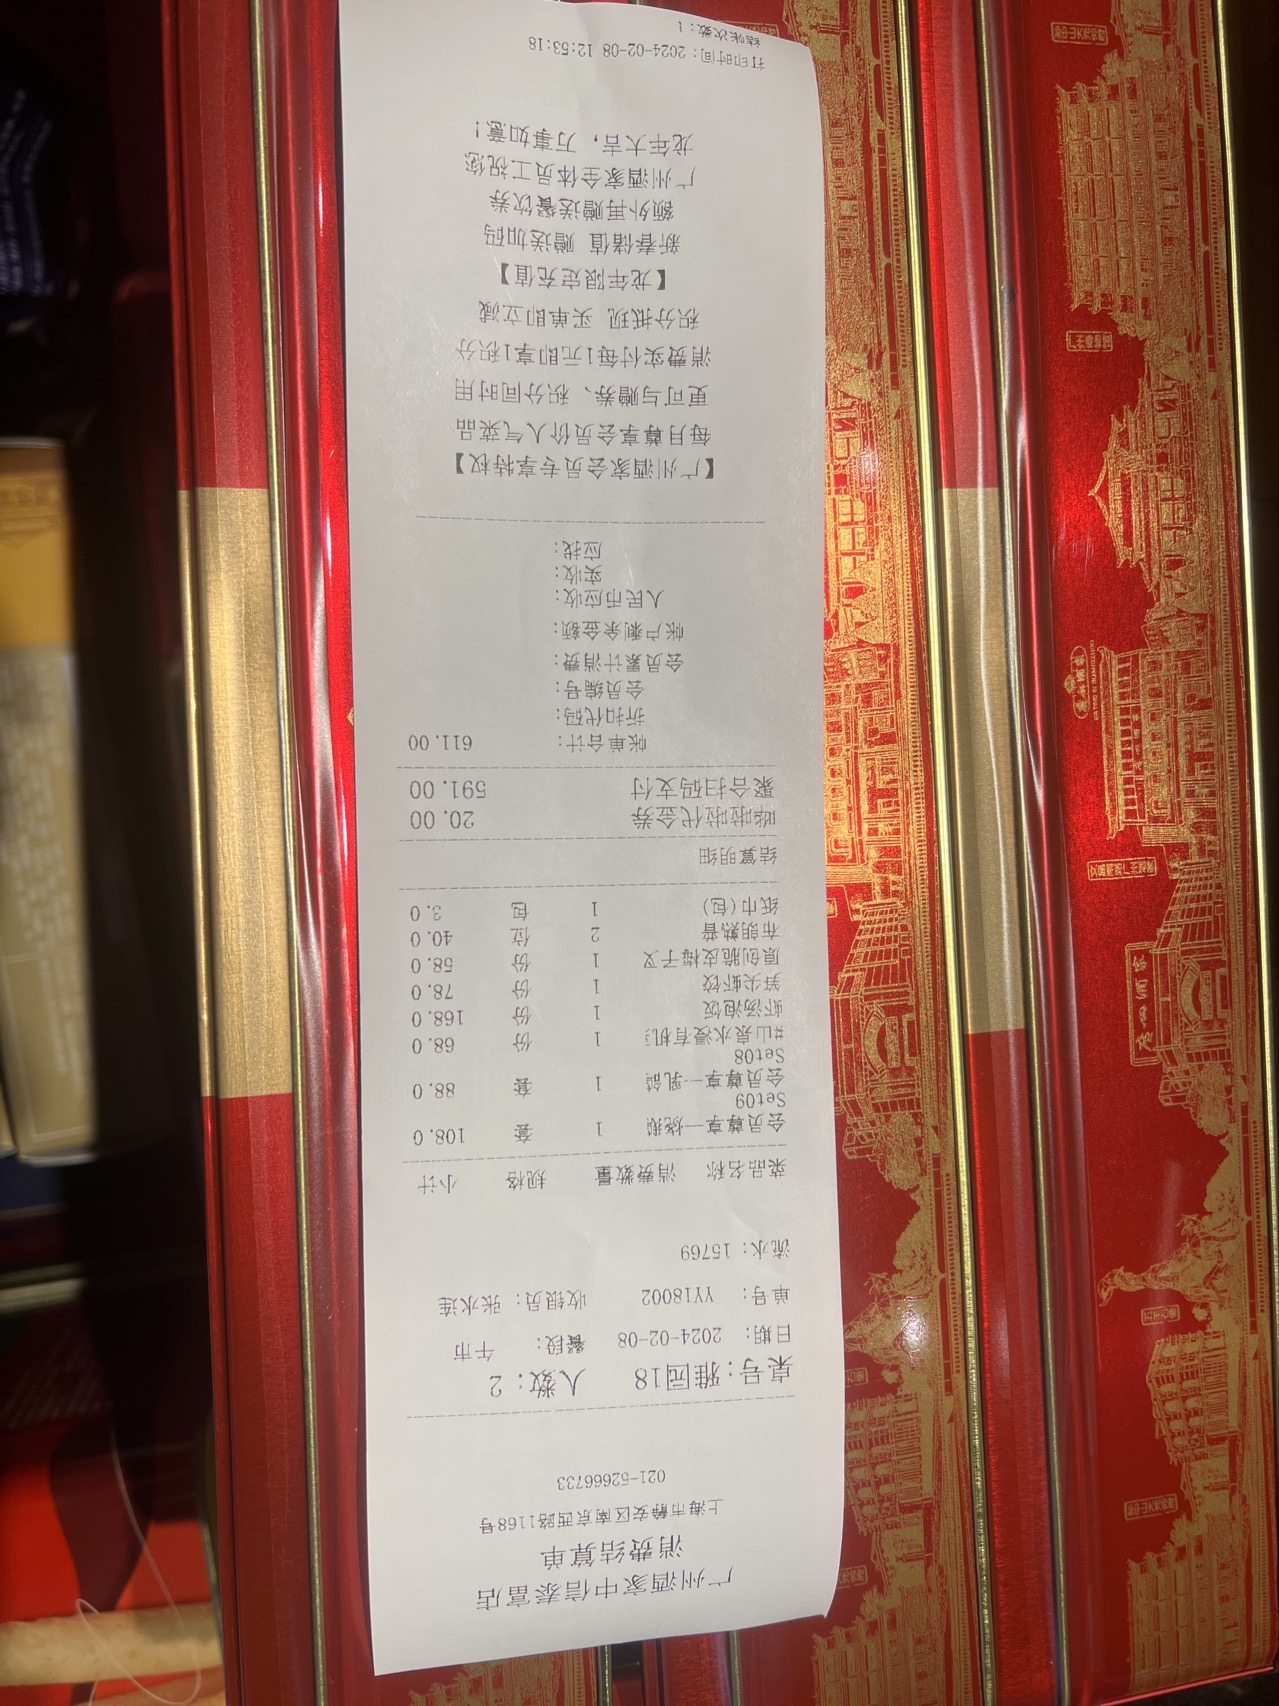 广州酒家中信泰富店
消费结算单
上海市静安区南京西路1168号
021-52666733
桌号:雅园18 人数: 2
日期: 2024-02-08 餐段: 午市
单号: YY18002 收银员: 张水连
流水: 15769
菜品名称 消费数量 规格 小计
会员尊享—烧鹅 1 套 108.0
Set09
会员尊享—乳鸽 1 套 88.0
Set08
#山泉水浸有机 1 份 68.0
虾汤泡饭 1 份 168.0
笋尖虾饺 1 份 78.0
原创脆皮梅子叉 1 份 58.0
布朗熟普 2 位 40.0
纸巾(包) 1 包 3.0
结算明细
哗啦啦代金券 20.00
聚合扫码支付 591.00
帐单合计: 611.00
折扣代码:
会员编号:
会员累计消费:
帐户剩余金额:
人民币应收:
实收:
应找:
【广州酒家会员专享特权】
每月尊享会员价人气菜品
更可与赠券、积分同时用
消费实付每1元即享1积分
积分抵现 买单即立减
【龙年限定充值】
新春储值 赠送加码
额外再赠送餐饮券
广州酒家全体员工祝您
龙年大吉, 万事如意!
打印时间: 2024-02-08 12:53:18
结帐次数: 1